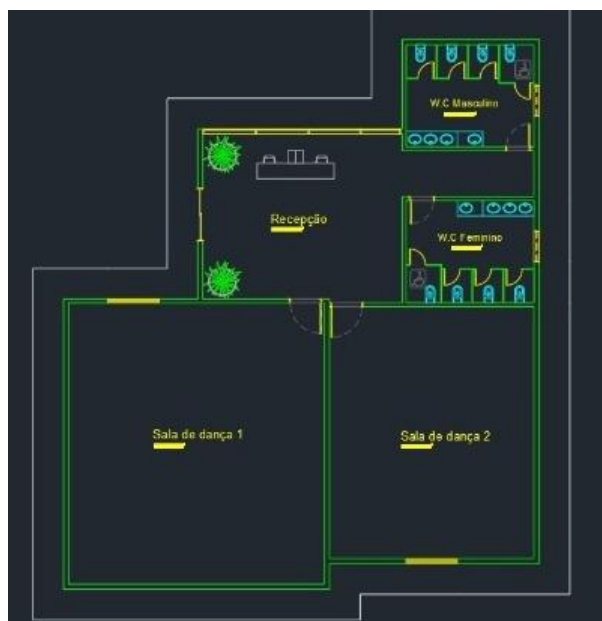 W.C Masculino
Recepção
W.C Feminino
Sala de dança 1
Sala de dança 2